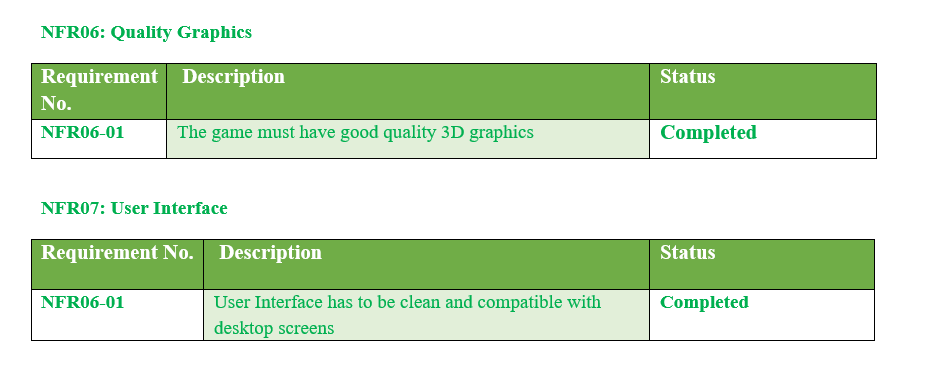 NFR06: Quality Graphics
Requirement No. Description Status
NFR06-01 The game must have good quality 3D graphics Completed
NFR07: User Interface
Requirement No. Description Status
NFR06-01 User Interface has to be clean and compatible with desktop screens Completed